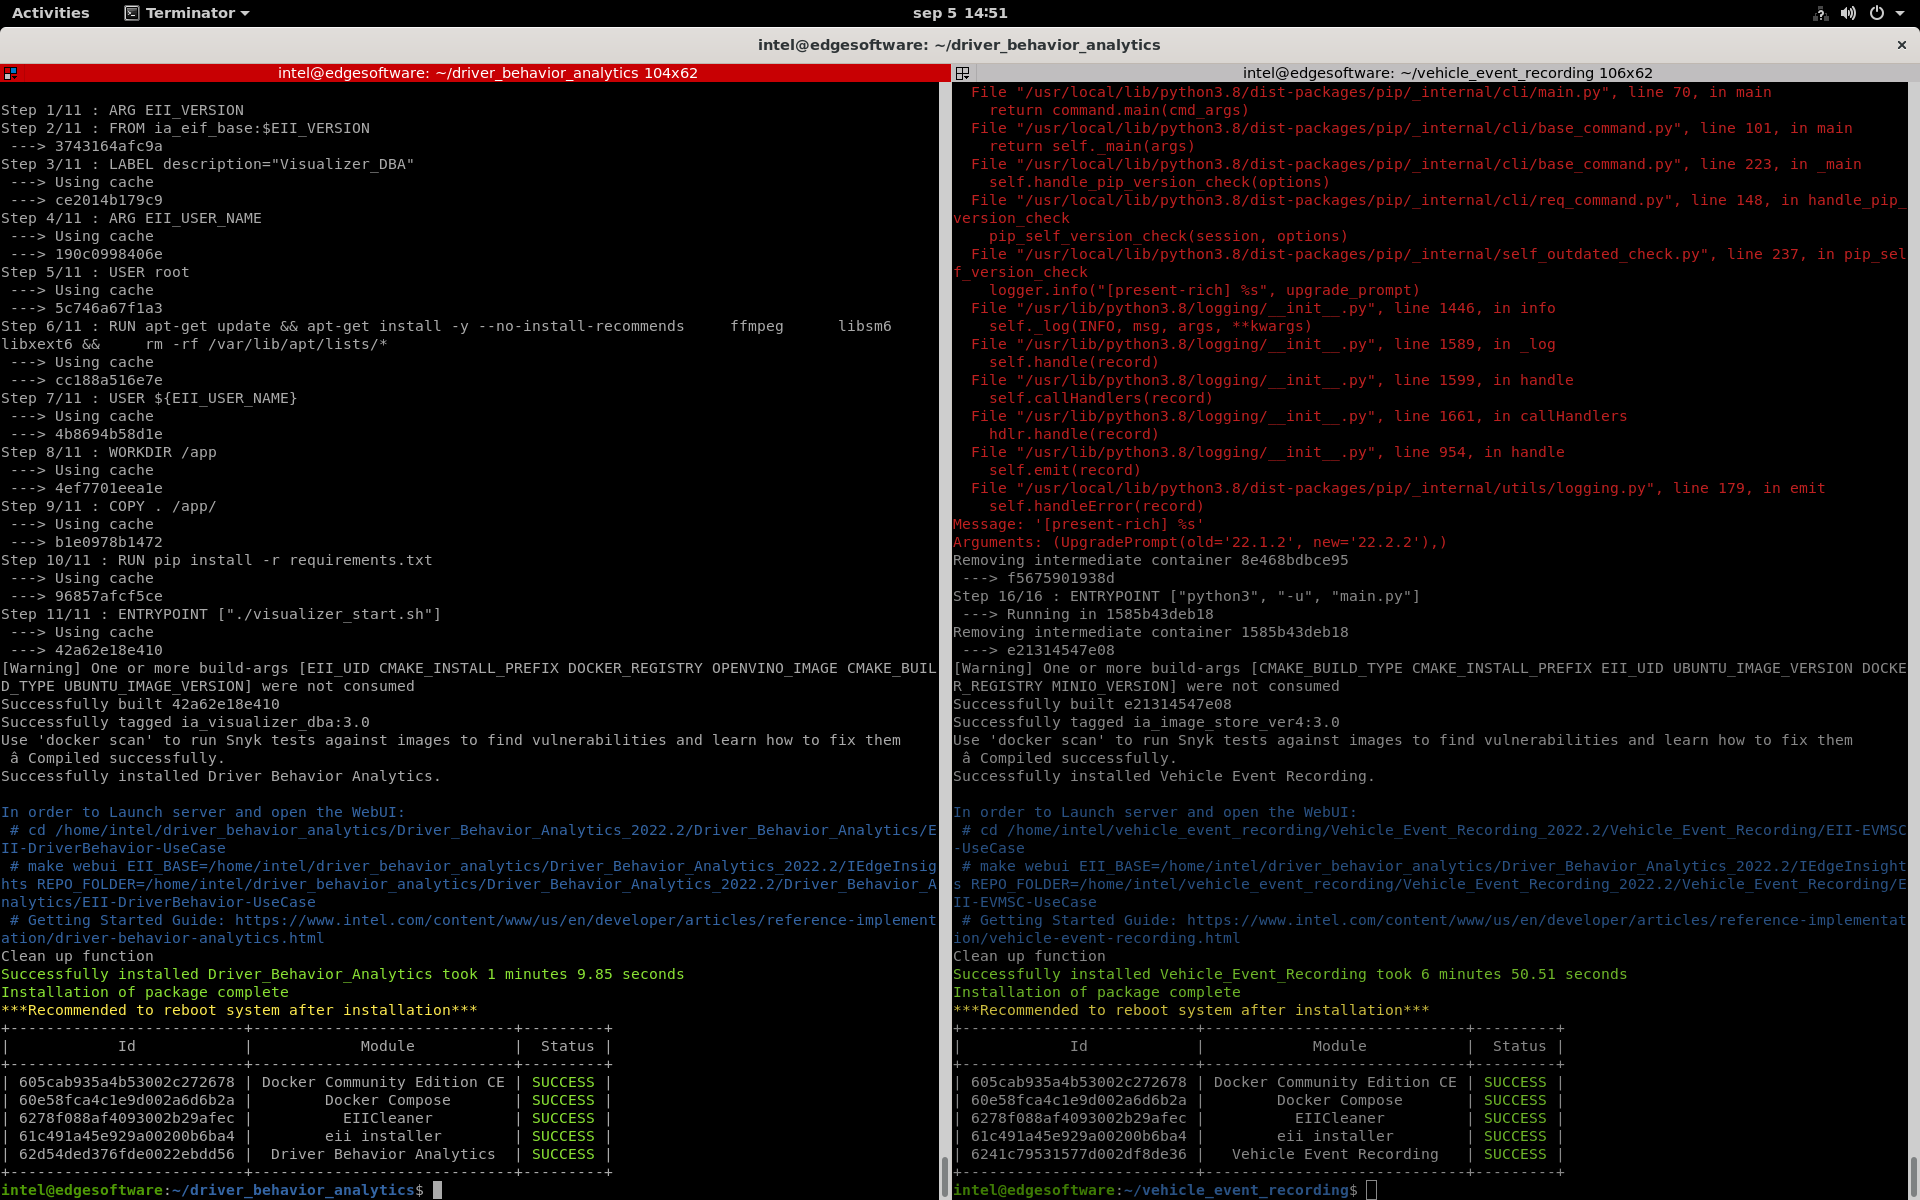 Activities
Terminator
sep 5 14:51
intel@edgesoftware: ~/driver_behavior_analytics
intel@edgesoftware: ~/driver_behavior_analytics 104x62
Step 1/11 : ARG EII_VERSION
Step 2/11 : FROM ia_eif_base:$EII_VERSION
 ---> 3743164afc9a
Step 3/11 : LABEL description="Visualizer_DBA"
 ---> Using cache
 ---> ce2014b179c9
Step 4/11 : ARG EII_USER_NAME
 ---> Using cache
 ---> 190c0998406e
Step 5/11 : USER root
 ---> Using cache
 ---> 5c746a67f1a3
Step 6/11 : RUN apt-get update && apt-get install -y --no-install-recommends     ffmpeg      libsm6
libxext6 &&     rm -rf /var/lib/apt/lists/*
 ---> Using cache
 ---> cc188a516e7e
Step 7/11 : USER ${EII_USER_NAME}
 ---> Using cache
 ---> 4b8694b58d1e
Step 8/11 : WORKDIR /app
 ---> Using cache
 ---> 4ef7701eea1e
Step 9/11 : COPY . /app/
 ---> Using cache
 ---> b1e0978b1472
Step 10/11 : RUN pip install -r requirements.txt
 ---> Using cache
 ---> 96857afcf5ce
Step 11/11 : ENTRYPOINT ["./visualizer_start.sh"]
 ---> Using cache
 ---> 42a62e18e410
[Warning] One or more build-args [EII_UID CMAKE_INSTALL_PREFIX DOCKER_REGISTRY OPENVINO_IMAGE CMAKE_BUIL
D_TYPE UBUNTU_IMAGE_VERSION] were not consumed
Successfully built 42a62e18e410
Successfully tagged ia_visualizer_dba:3.0
Use 'docker scan' to run Snyk tests against images to find vulnerabilities and learn how to fix them
 â Compiled successfully.
Successfully installed Driver Behavior Analytics.
In order to Launch server and open the WebUI:
 # cd /home/intel/driver_behavior_analytics/Driver_Behavior_Analytics_2022.2/Driver_Behavior_Analytics/E
II-DriverBehavior-UseCase
 # make webui EII_BASE=/home/intel/driver_behavior_analytics/Driver_Behavior_Analytics_2022.2/IEdgeInsig
hts REPO_FOLDER=/home/intel/driver_behavior_analytics/Driver_Behavior_Analytics_2022.2/Driver_Behavior_A
nalytics/EII-DriverBehavior-UseCase
 # Getting Started Guide: https://www.intel.com/content/www/us/en/developer/articles/reference-implement
ation/driver-behavior-analytics.html
Clean up function
Successfully installed Driver_Behavior_Analytics took 1 minutes 9.85 seconds
Installation of package complete
***Recommended to reboot system after installation***
+--------------------------+-----------------------------+---------+
|            Id            |            Module           |  Status |
+--------------------------+-----------------------------+---------+
| 605cab935a4b53002c272678 | Docker Community Edition CE | SUCCESS |
| 60e58fca4c1e9d002a6d6b2a |        Docker Compose       | SUCCESS |
| 6278f088af4093002b29afec |          EIICleaner         | SUCCESS |
| 61c491a45e929a00200b6ba4 |        eii installer        | SUCCESS |
| 62d54ded376fde0022ebdd56 |  Driver Behavior Analytics  | SUCCESS |
+--------------------------+-----------------------------+---------+
intel@edgesoftware:~/driver_behavior_analytics$
intel@edgesoftware: ~/vehicle_event_recording 106x62
  File "/usr/local/lib/python3.8/dist-packages/pip/_internal/cli/main.py", line 70, in main
    return command.main(cmd_args)
  File "/usr/local/lib/python3.8/dist-packages/pip/_internal/cli/base_command.py", line 101, in main
    return self._main(args)
  File "/usr/local/lib/python3.8/dist-packages/pip/_internal/cli/base_command.py", line 223, in _main
    self.handle_pip_version_check(options)
  File "/usr/local/lib/python3.8/dist-packages/pip/_internal/cli/req_command.py", line 148, in handle_pip_
version_check
    pip_self_version_check(session, options)
  File "/usr/local/lib/python3.8/dist-packages/pip/_internal/self_outdated_check.py", line 237, in pip_sel
f_version_check
    logger.info("[present-rich] %s", upgrade_prompt)
  File "/usr/lib/python3.8/logging/__init__.py", line 1446, in info
    self._log(INFO, msg, args, **kwargs)
  File "/usr/lib/python3.8/logging/__init__.py", line 1589, in _log
    self.handle(record)
  File "/usr/lib/python3.8/logging/__init__.py", line 1599, in handle
    self.callHandlers(record)
  File "/usr/lib/python3.8/logging/__init__.py", line 1661, in callHandlers
    hdlr.handle(record)
  File "/usr/lib/python3.8/logging/__init__.py", line 954, in handle
    self.emit(record)
  File "/usr/local/lib/python3.8/dist-packages/pip/_internal/utils/logging.py", line 179, in emit
    self.handleError(record)
Message: '[present-rich] %s'
Arguments: (UpgradePrompt(old='22.1.2', new='22.2.2'),)
Removing intermediate container 8e468bdbce95
 ---> f5675901938d
Step 16/16 : ENTRYPOINT ["python3", "-u", "main.py"]
 ---> Running in 1585b43deb18
Removing intermediate container 1585b43deb18
 ---> e21314547e08
[Warning] One or more build-args [CMAKE_BUILD_TYPE CMAKE_INSTALL_PREFIX EII_UID UBUNTU_IMAGE_VERSION DOCKE
R_REGISTRY MINIO_VERSION] were not consumed
Successfully built e21314547e08
Successfully tagged ia_image_store_ver4:3.0
Use 'docker scan' to run Snyk tests against images to find vulnerabilities and learn how to fix them
 â Compiled successfully.
Successfully installed Vehicle Event Recording.
In order to Launch server and open the WebUI:
 # cd /home/intel/vehicle_event_recording/Vehicle_Event_Recording_2022.2/Vehicle_Event_Recording/EII-EVMSC
-UseCase
 # make webui EII_BASE=/home/intel/driver_behavior_analytics/Driver_Behavior_Analytics_2022.2/IEdgeInsight
s REPO_FOLDER=/home/intel/vehicle_event_recording/Vehicle_Event_Recording_2022.2/Vehicle_Event_Recording/E
II-EVMSC-UseCase
 # Getting Started Guide: https://www.intel.com/content/www/us/en/developer/articles/reference-implementat
ion/vehicle-event-recording.html
Clean up function
Successfully installed Vehicle_Event_Recording took 6 minutes 50.51 seconds
Installation of package complete
***Recommended to reboot system after installation***
+--------------------------+-----------------------------+---------+
|            Id            |            Module           |  Status |
+--------------------------+-----------------------------+---------+
| 605cab935a4b53002c272678 | Docker Community Edition CE | SUCCESS |
| 60e58fca4c1e9d002a6d6b2a |        Docker Compose       | SUCCESS |
| 6278f088af4093002b29afec |          EIICleaner         | SUCCESS |
| 61c491a45e929a00200b6ba4 |        eii installer        | SUCCESS |
| 6241c79531577d002df8de36 |   Vehicle Event Recording   | SUCCESS |
+--------------------------+-----------------------------+---------+
intel@edgesoftware:~/vehicle_event_recording$